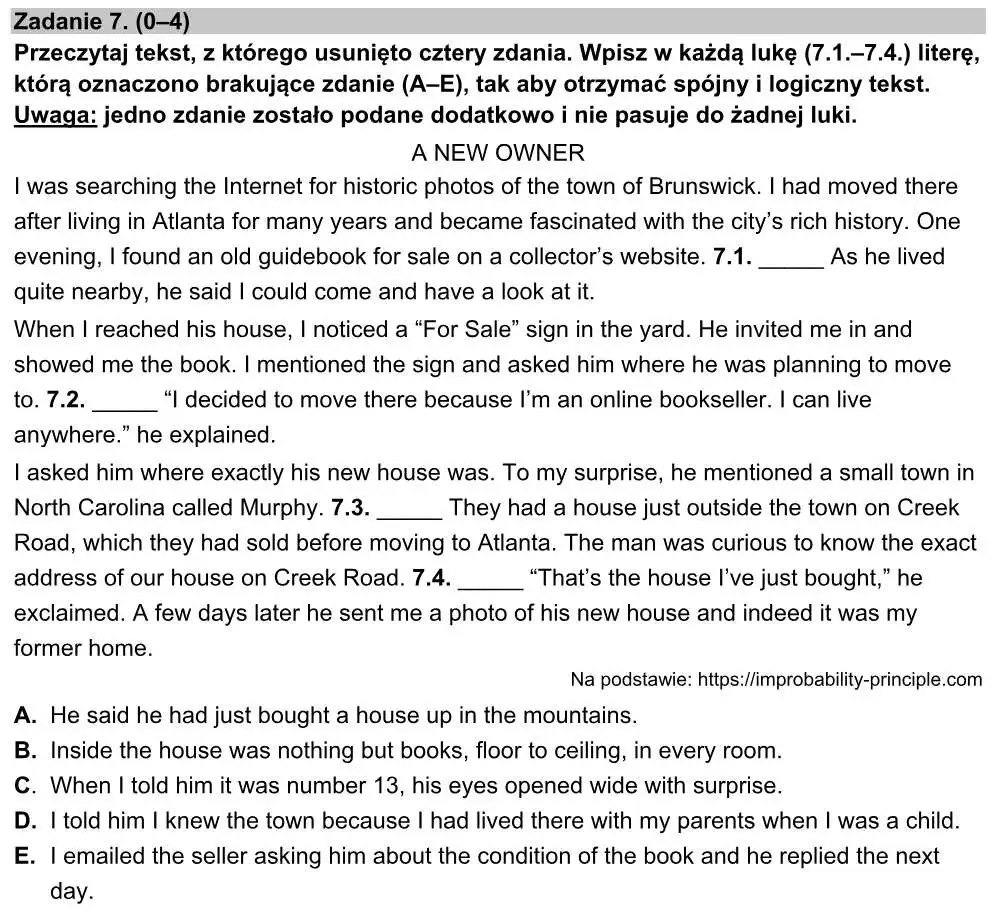 Zadanie 7. (0–4)
Przeczytaj tekst, z którego usunięto cztery zdania. Wpisz w każdą lukę (7.1.–7.4.) literę,
którą oznaczono brakujące zdanie (A–E), tak aby otrzymać spójny i logiczny tekst.
Uwaga: jedno zdanie zostało podane dodatkowo i nie pasuje do żadnej luki.
A NEW OWNER
I was searching the Internet for historic photos of the town of Brunswick. I had moved there
after living in Atlanta for many years and became fascinated with the city’s rich history. One
evening, I found an old guidebook for sale on a collector’s website. 7.1. _____ As he lived
quite nearby, he said I could come and have a look at it.
When I reached his house, I noticed a “For Sale” sign in the yard. He invited me in and
showed me the book. I mentioned the sign and asked him where he was planning to move
to. 7.2. _____ “I decided to move there because I’m an online bookseller. I can live
anywhere.” he explained.
I asked him where exactly his new house was. To my surprise, he mentioned a small town in
North Carolina called Murphy. 7.3. _____ They had a house just outside the town on Creek
Road, which they had sold before moving to Atlanta. The man was curious to know the exact
address of our house on Creek Road. 7.4. _____ “That’s the house I’ve just bought,” he
exclaimed. A few days later he sent me a photo of his new house and indeed it was my
former home.
Na podstawie: https://improbability-principle.com
A. He said he had just bought a house up in the mountains.
B. Inside the house was nothing but books, floor to ceiling, in every room.
C. When I told him it was number 13, his eyes opened wide with surprise.
D. I told him I knew the town because I had lived there with my parents when I was a child.
E. I emailed the seller asking him about the condition of the book and he replied the next
day.